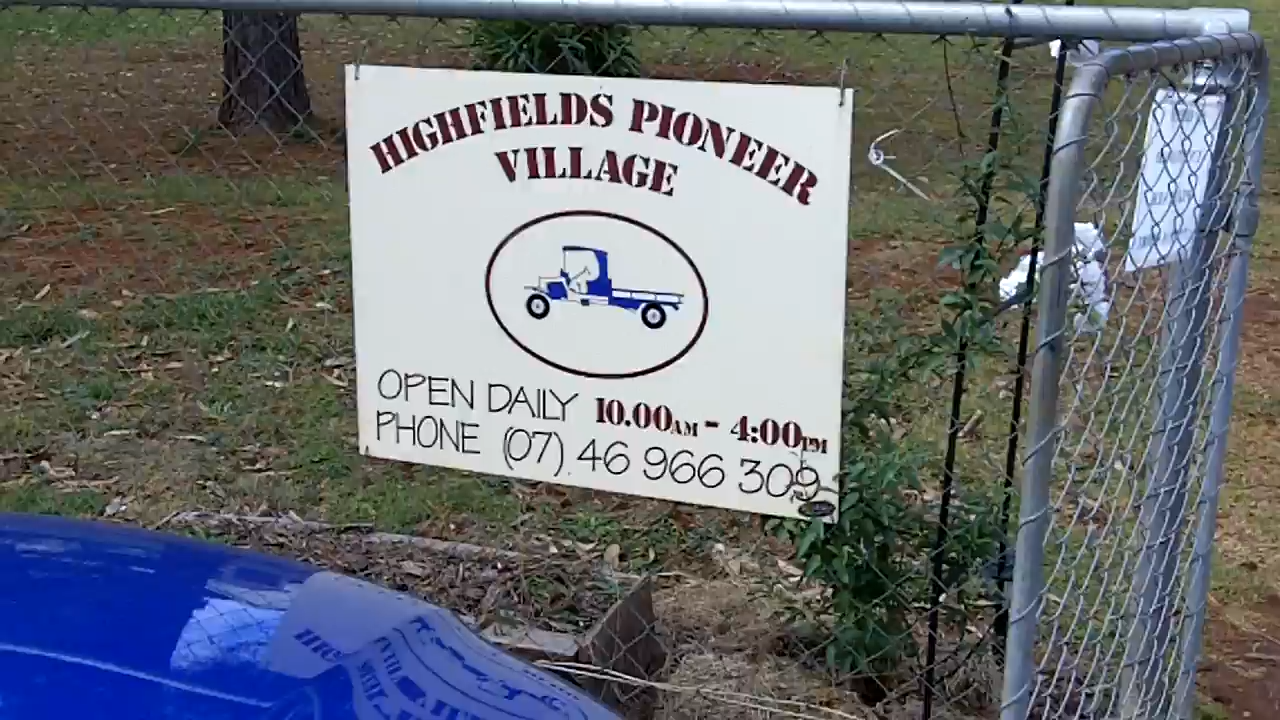 HIGHFIELDS PIONEER
VILLAGE
OPEN DAILY 10.00AM - 4:00PM
PHONE (07) 46 966 309